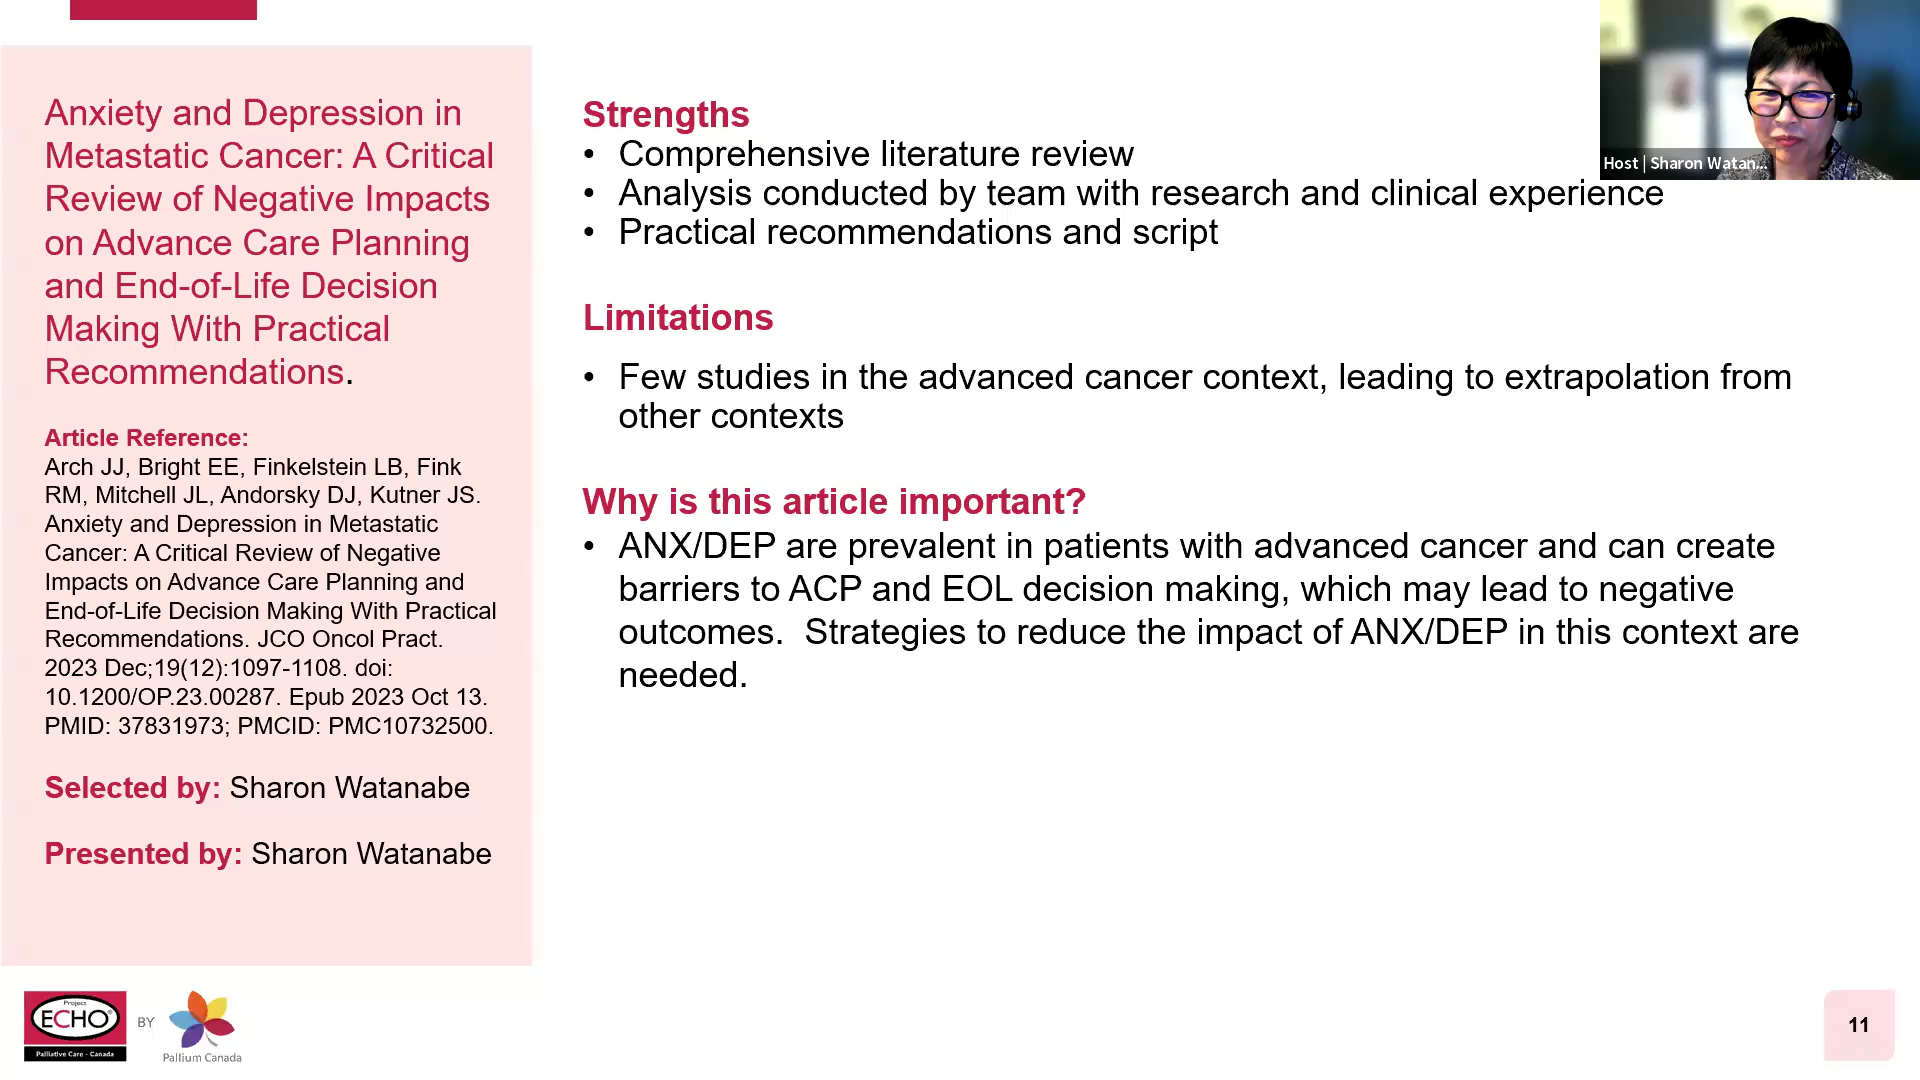 Anxiety and Depression in
Metastatic Cancer: A Critical
Review of Negative Impacts
on Advance Care Planning
and End-of-Life Decision
Making With Practical
Recommendations.
Article Reference:
Arch JJ, Bright EE, Finkelstein LB, Fink
RM, Mitchell JL, Andorsky DJ, Kutner JS.
Anxiety and Depression in Metastatic
Cancer: A Critical Review of Negative
Impacts on Advance Care Planning and
End-of-Life Decision Making With Practical
Recommendations. JCO Oncol Pract.
2023 Dec;19(12):1097-1108. doi:
10.1200/OP.23.00287. Epub 2023 Oct 13.
PMID: 37831973; PMCID: PMC10732500.
Selected by: Sharon Watanabe
Presented by: Sharon Watanabe
Strengths
• Comprehensive literature review
• Analysis conducted by team with research and clinical experience
• Practical recommendations and script
Limitations
• Few studies in the advanced cancer context, leading to extrapolation from
other contexts
Why is this article important?
• ANX/DEP are prevalent in patients with advanced cancer and can create
barriers to ACP and EOL decision making, which may lead to negative
outcomes.  Strategies to reduce the impact of ANX/DEP in this context are
needed.
Host | Sharon Watan...
Project
ECHO®
Palliative Care - Canada
BY
Pallium Canada
11